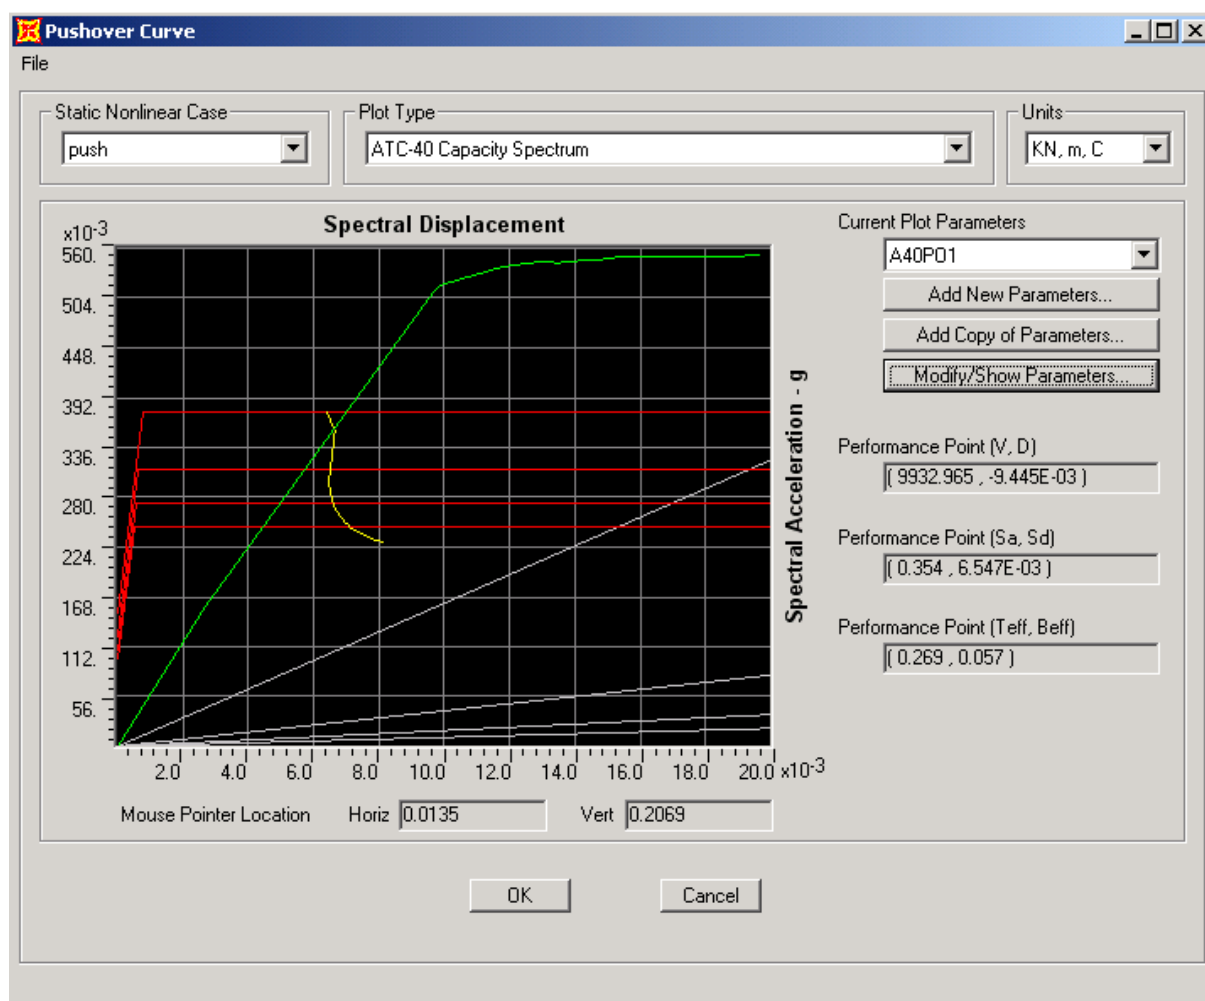 Pushover Curve
File
Static Nonlinear Case
push
Plot Type
ATC-40 Capacity Spectrum
Units
KN, m, C
Spectral Displacement
x10-3
560.
504.
448.
392.
336.
280.
224.
168.
112.
56.
2.0 4.0 6.0 8.0 10.0 12.0 14.0 16.0 18.0 20.0 x10-3
Spectral Acceleration - g
Mouse Pointer Location Horiz 0.0135 Vert 0.2069
Current Plot Parameters
A40PO1
Add New Parameters...
Add Copy of Parameters...
Modify/Show Parameters...
Performance Point (V, D)
( 9932.965 , -9.445E-03 )
Performance Point (Sa, Sd)
( 0.354 , 6.547E-03 )
Performance Point (Teff, Beff)
( 0.269 , 0.057 )
OK Cancel